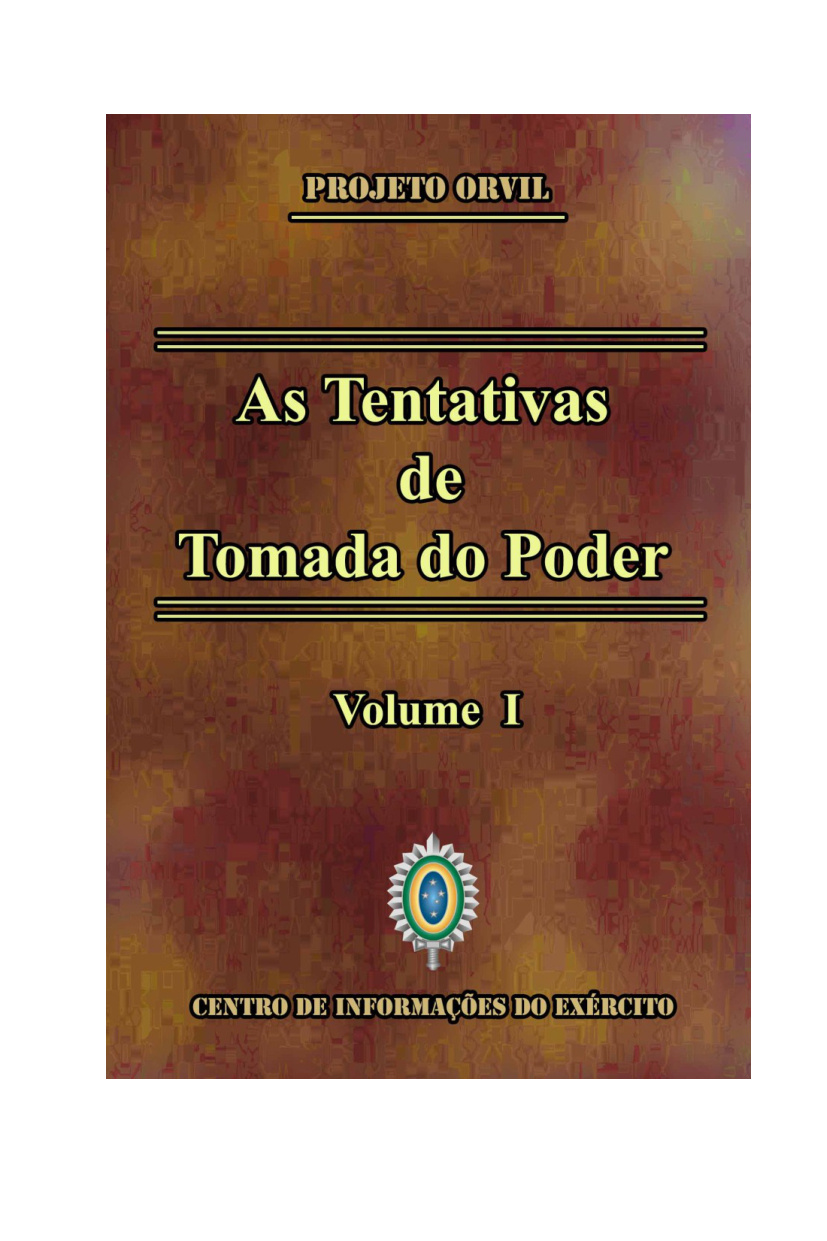 PROJETO ORVIL
As Tentativas
de
Tomada do Poder
Volume I
CENTRO DE INFORMAÇÕES DO EXÉRCITO